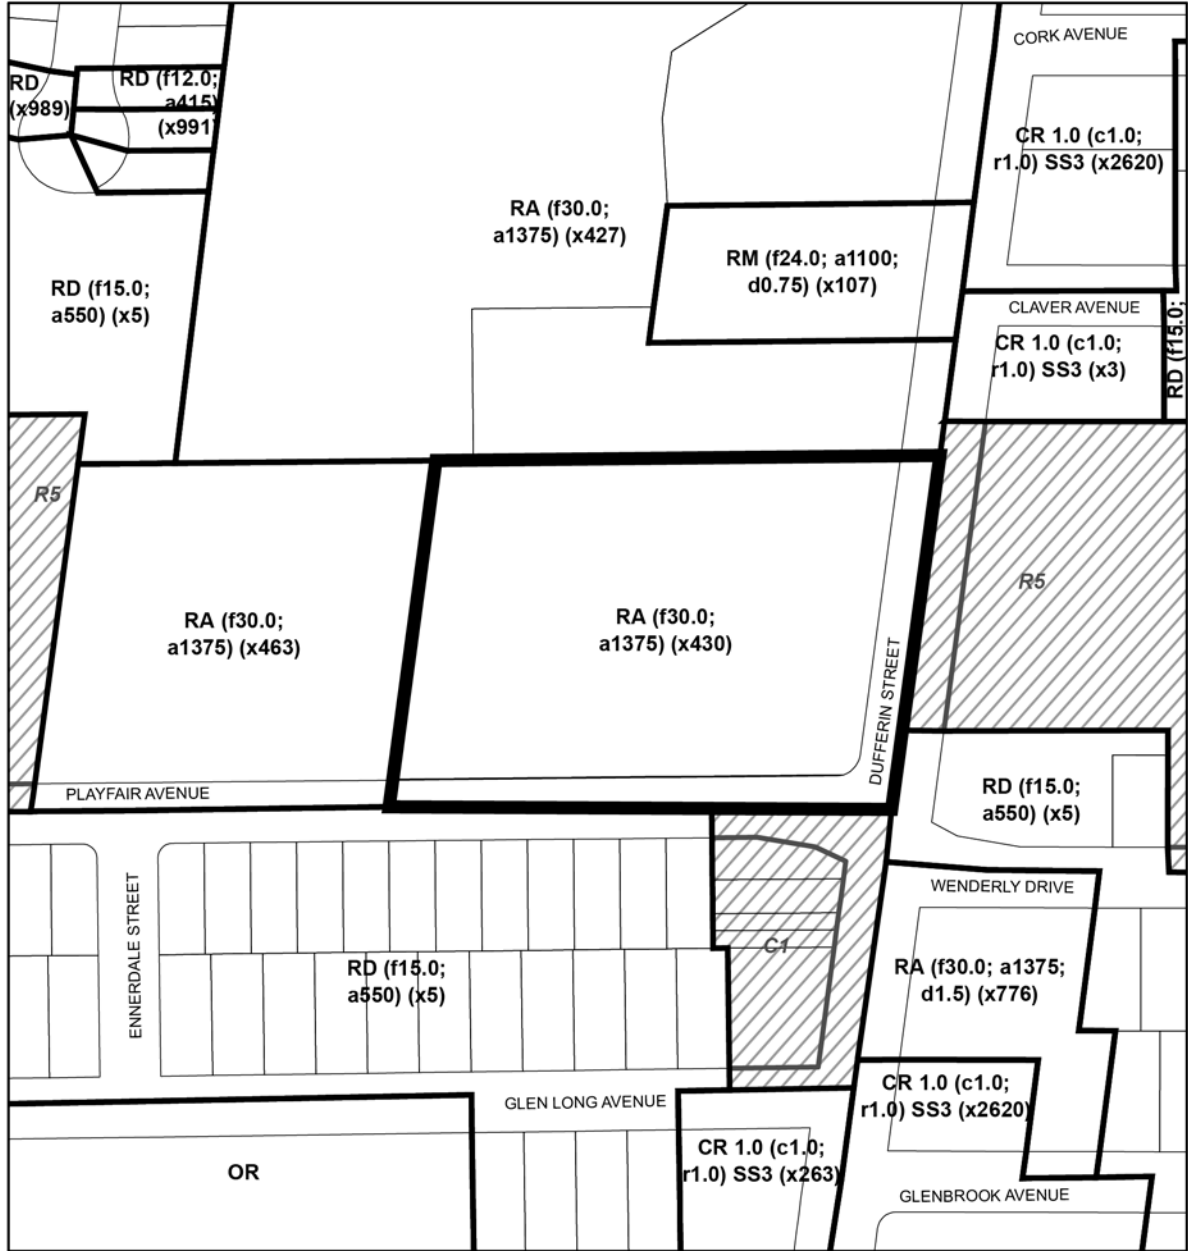 CORK AVENUE
RD
(x989)
RD (f12.0;
a415)
(x991)
CR 1.0 (c1.0;
r1.0) SS3 (x2620)
RA (f30.0;
a1375) (x427)
RM (f24.0; a1100;
d0.75) (x107)
RD (f15.0;
a550) (x5)
CLAVER AVENUE
CR 1.0 (c1.0;
r1.0) SS3 (x3)
RD (f15.0;
R5
R5
RA (f30.0;
a1375) (x463)
RA (f30.0;
a1375) (x430)
DUFFERIN STREET
PLAYFAIR AVENUE
RD (f15.0;
a550) (x5)
WENDERLY DRIVE
ENNERDALE STREET
C1
RD (f15.0;
a550) (x5)
RA (f30.0; a1375;
d1.5) (x776)
GLEN LONG AVENUE
CR 1.0 (c1.0;
r1.0) SS3 (x2620)
OR
CR 1.0 (c1.0;
r1.0) SS3 (x263)
GLENBROOK AVENUE